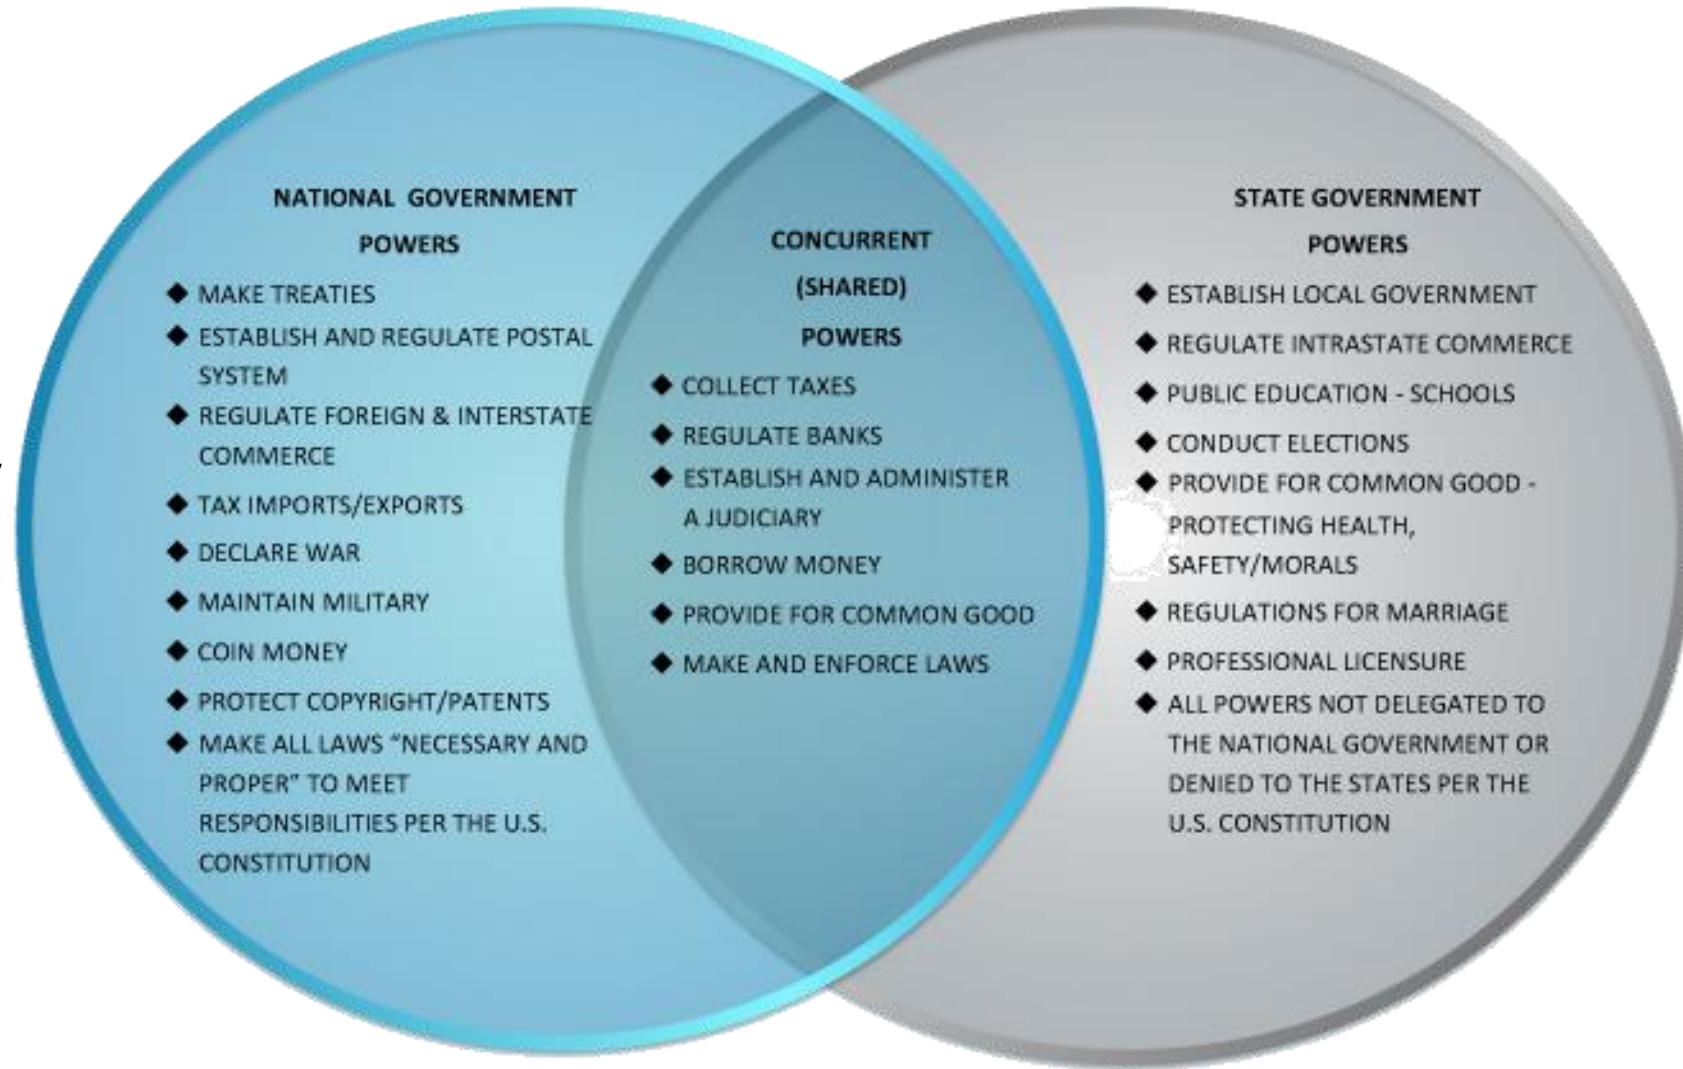 NATIONAL GOVERNMENT
POWERS
◆ MAKE TREATIES
◆ ESTABLISH AND REGULATE POSTAL
SYSTEM
◆ REGULATE FOREIGN & INTERSTATE
COMMERCE
◆ TAX IMPORTS/EXPORTS
◆ DECLARE WAR
◆ MAINTAIN MILITARY
◆ COIN MONEY
◆ PROTECT COPYRIGHT/PATENTS
◆ MAKE ALL LAWS “NECESSARY AND
PROPER” TO MEET
RESPONSIBILITIES PER THE U.S.
CONSTITUTION
CONCURRENT
(SHARED)
POWERS
◆ COLLECT TAXES
◆ REGULATE BANKS
◆ ESTABLISH AND ADMINISTER
A JUDICIARY
◆ BORROW MONEY
◆ PROVIDE FOR COMMON GOOD
◆ MAKE AND ENFORCE LAWS
STATE GOVERNMENT
POWERS
◆ ESTABLISH LOCAL GOVERNMENT
◆ REGULATE INTRASTATE COMMERCE
◆ PUBLIC EDUCATION - SCHOOLS
◆ CONDUCT ELECTIONS
◆ PROVIDE FOR COMMON GOOD -
PROTECTING HEALTH,
SAFETY/MORALS
◆ REGULATIONS FOR MARRIAGE
◆ PROFESSIONAL LICENSURE
◆ ALL POWERS NOT DELEGATED TO
THE NATIONAL GOVERNMENT OR
DENIED TO THE STATES PER THE
U.S. CONSTITUTION